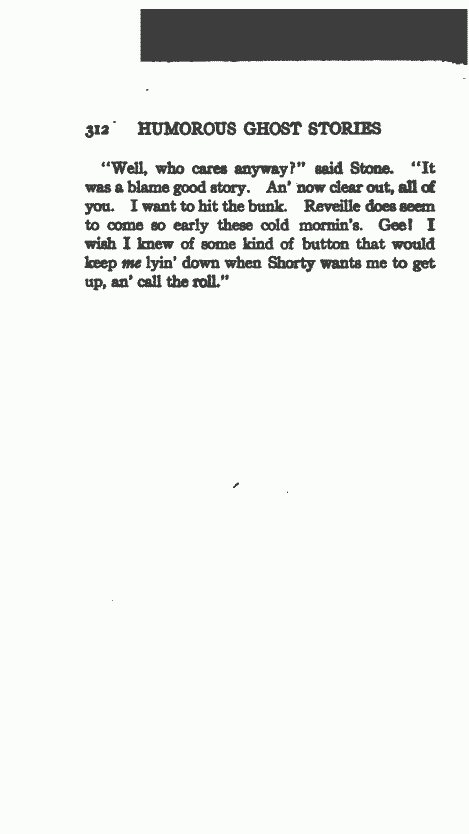 312 HUMOROUS GHOST STORIES
"Well, who cares anyway?" said Stone. "It
was a blame good story. An' now clear out, all of
you. I want to hit the bunk. Reveille does seem
to come so early these cold mornin's. Gee! I
wish I knew of some kind of button that would
keep me lyin' down when Shorty wants me to get
up, an' call the roll."